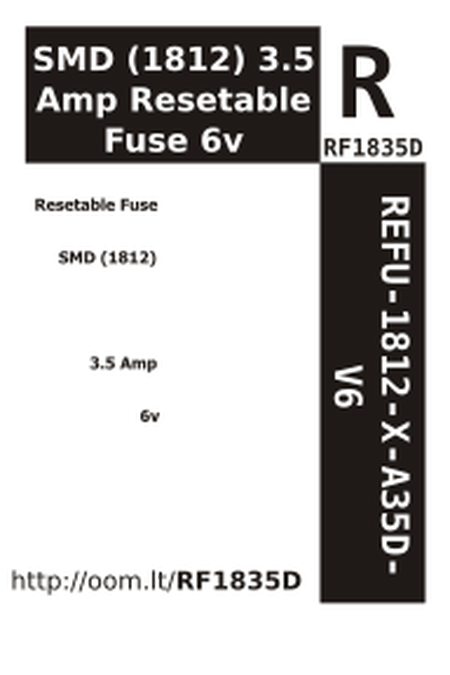 SMD (1812) 3.5
Amp Resetable
Fuse 6v
R
RF1835D
Resetable Fuse
SMD (1812)
3.5 Amp
6v
REFU-1812-X-A35D-
V6
http://oom.lt/RF1835D